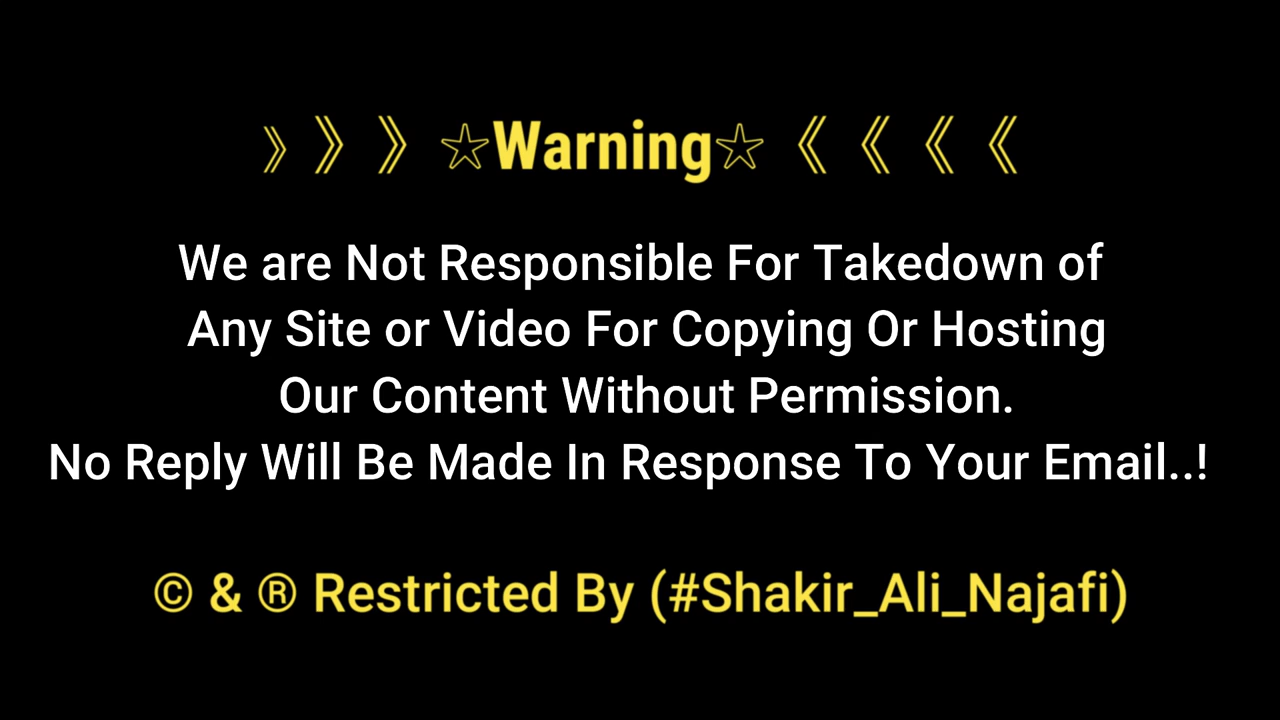 》》》☆Warning☆《《《《
We are Not Responsible For Takedown of
Any Site or Video For Copying Or Hosting
Our Content Without Permission.
No Reply Will Be Made In Response To Your Email..!
© & ® Restricted By (#Shakir_Ali_Najafi)